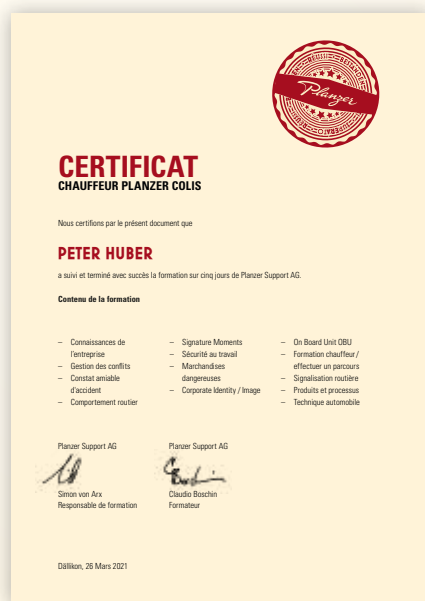 BESTANDEN
RÉUSSI
Planzer
SUPERATO
CERTIFICAT
CHAUFFEUR PLANZER COLIS
Nous certifions par le présent document que
PETER HUBER
a suivi et terminé avec succès la formation sur cinq jours de Planzer Support AG.
Contenu de la formation
– Connaissances de
l'entreprise
– Gestion des conflits
– Constat amiable
d'accident
– Comportement routier
– Signature Moments
– Sécurité au travail
– Marchandises
dangereuses
– Corporate Identity / Image
– On Board Unit OBU
– Formation chauffeur /
effectuer un parcours
– Signalisation routière
– Produits et processus
– Technique automobile
Planzer Support AG
Simon von Arx
Responsable de formation
Planzer Support AG
Claudio Boschin
Formateur
Dällikon, 26 Mars 2021